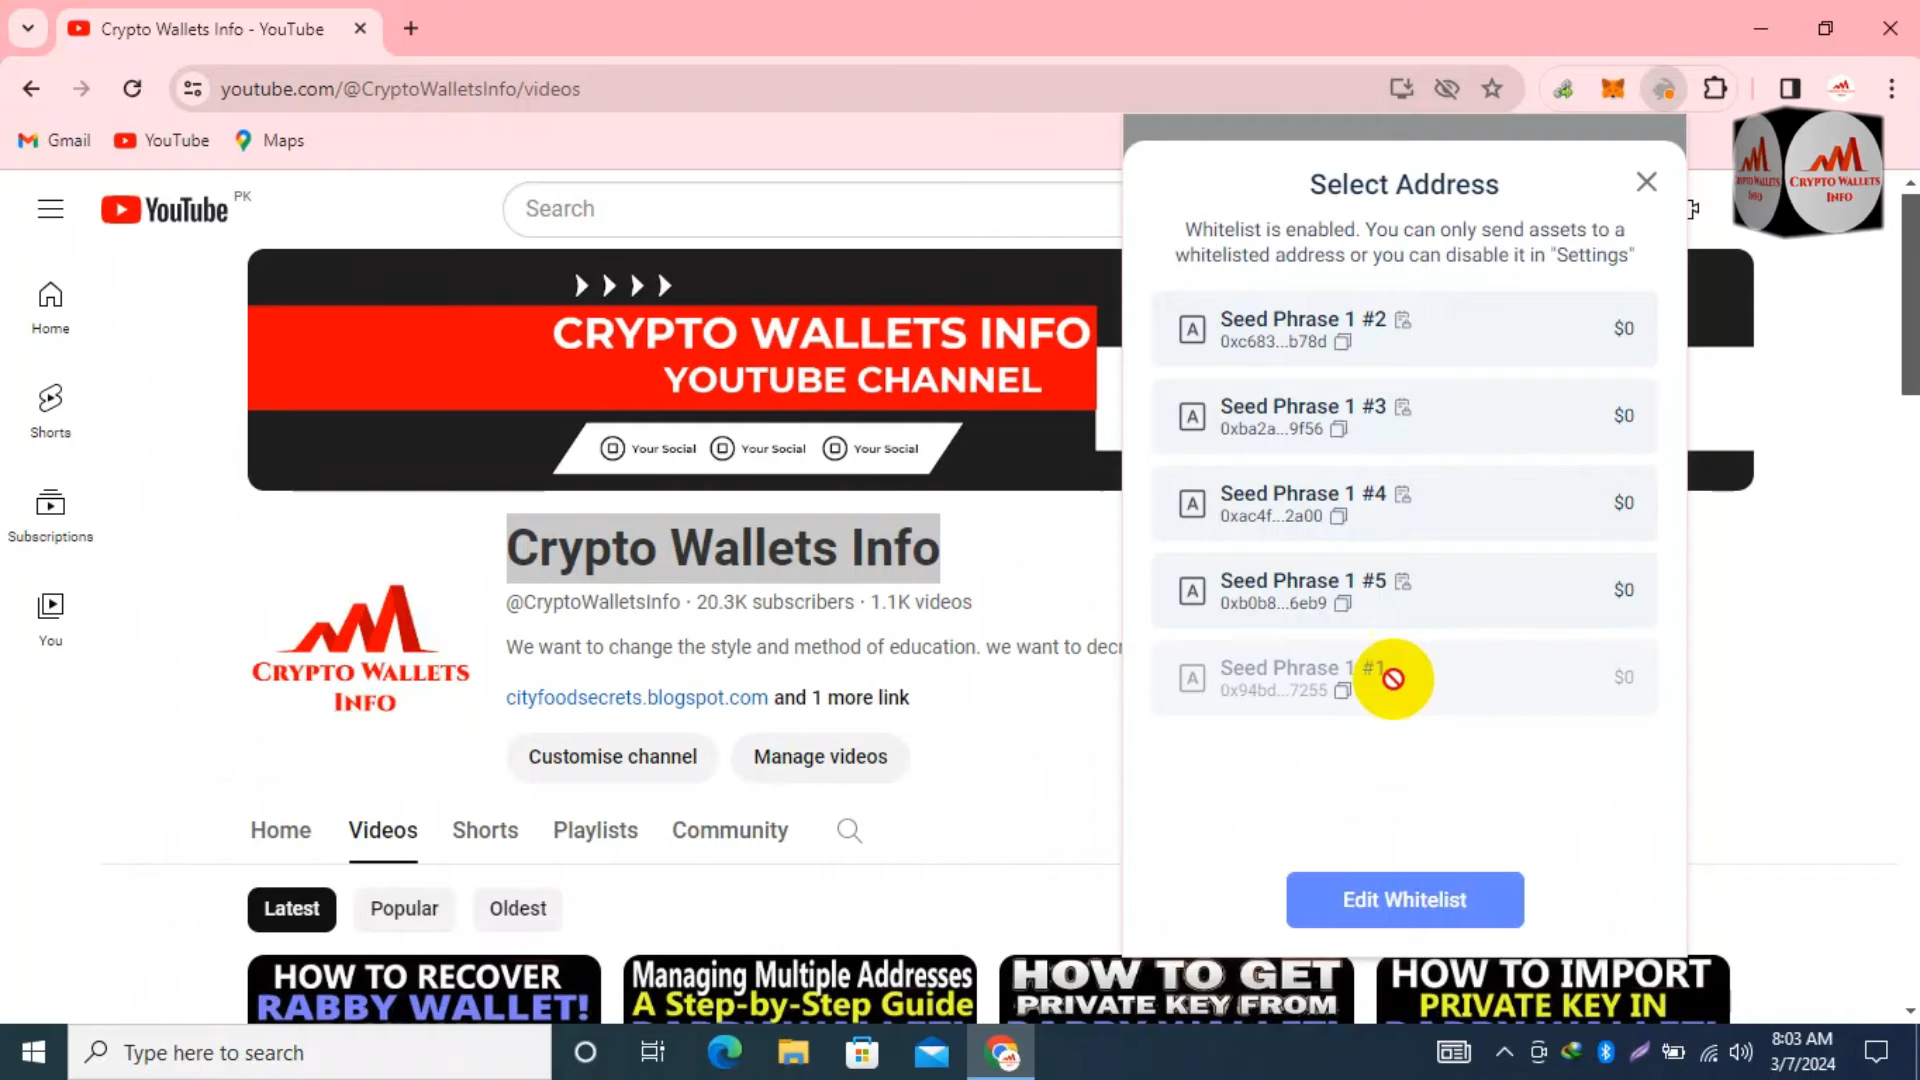 Crypto Wallets Info - YouTube
youtube.com/@CryptoWalletsInfo/videos
Gmail
YouTube
Maps
YouTube PK
Search
Home
Shorts
Subscriptions
You
CRYPTO WALLETS INFO
YOUTUBE CHANNEL
Your Social
Your Social
Your Social
CRYPTO WALLETS
INFO
Crypto Wallets Info
@CryptoWalletsInfo · 20.3K subscribers · 1.1K videos
We want to change the style and method of education. we want to decr
cityfoodsecrets.blogspot.com and 1 more link
Customise channel
Manage videos
Home
Videos
Shorts
Playlists
Community
Latest
Popular
Oldest
HOW TO RECOVER
RABBY WALLET!
Managing Multiple Addresses
A Step-by-Step Guide
HOW TO GET
PRIVATE KEY FROM
HOW TO IMPORT
PRIVATE KEY IN
Select Address
Whitelist is enabled. You can only send assets to a
whitelisted address or you can disable it in "Settings"
A Seed Phrase 1 #2 $0
0xc683...b78d
A Seed Phrase 1 #3 $0
0xba2a...9f56
A Seed Phrase 1 #4 $0
0xac4f...2a00
A Seed Phrase 1 #5 $0
0xb0b8...6eb9
A Seed Phrase 1 #1 $0
0x94bd...7255
Edit Whitelist
CRYPTO WALLETS
INFO
Type here to search
8:03 AM
3/7/2024